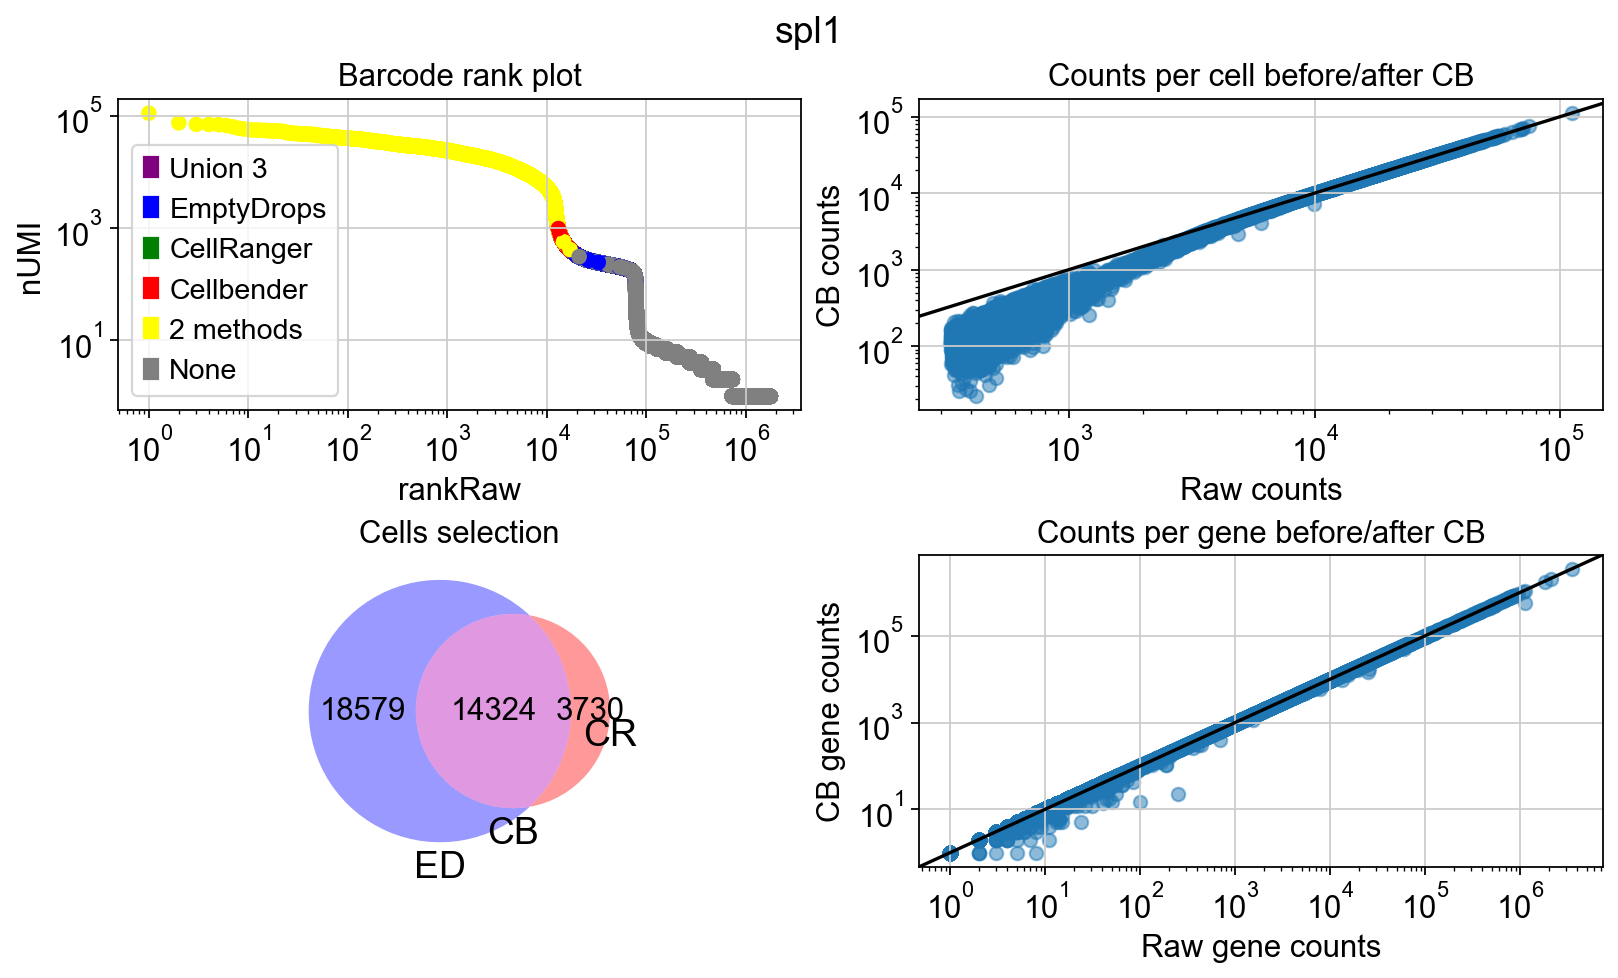 spl1
Barcode rank plot
10^5
10^3
10^1
nUMI
Union 3
EmptyDrops
CellRanger
Cellbender
2 methods
None
10^0 10^1 10^2 10^3 10^4 10^5 10^6
rankRaw
Counts per cell before/after CB
10^5
10^4
10^3
10^2
CB counts
10^3 10^4 10^5
Raw counts
Cells selection
18579 14324 3730
CR
CB
ED
Counts per gene before/after CB
10^5
10^3
10^1
CB gene counts
10^0 10^1 10^2 10^3 10^4 10^5 10^6
Raw gene counts